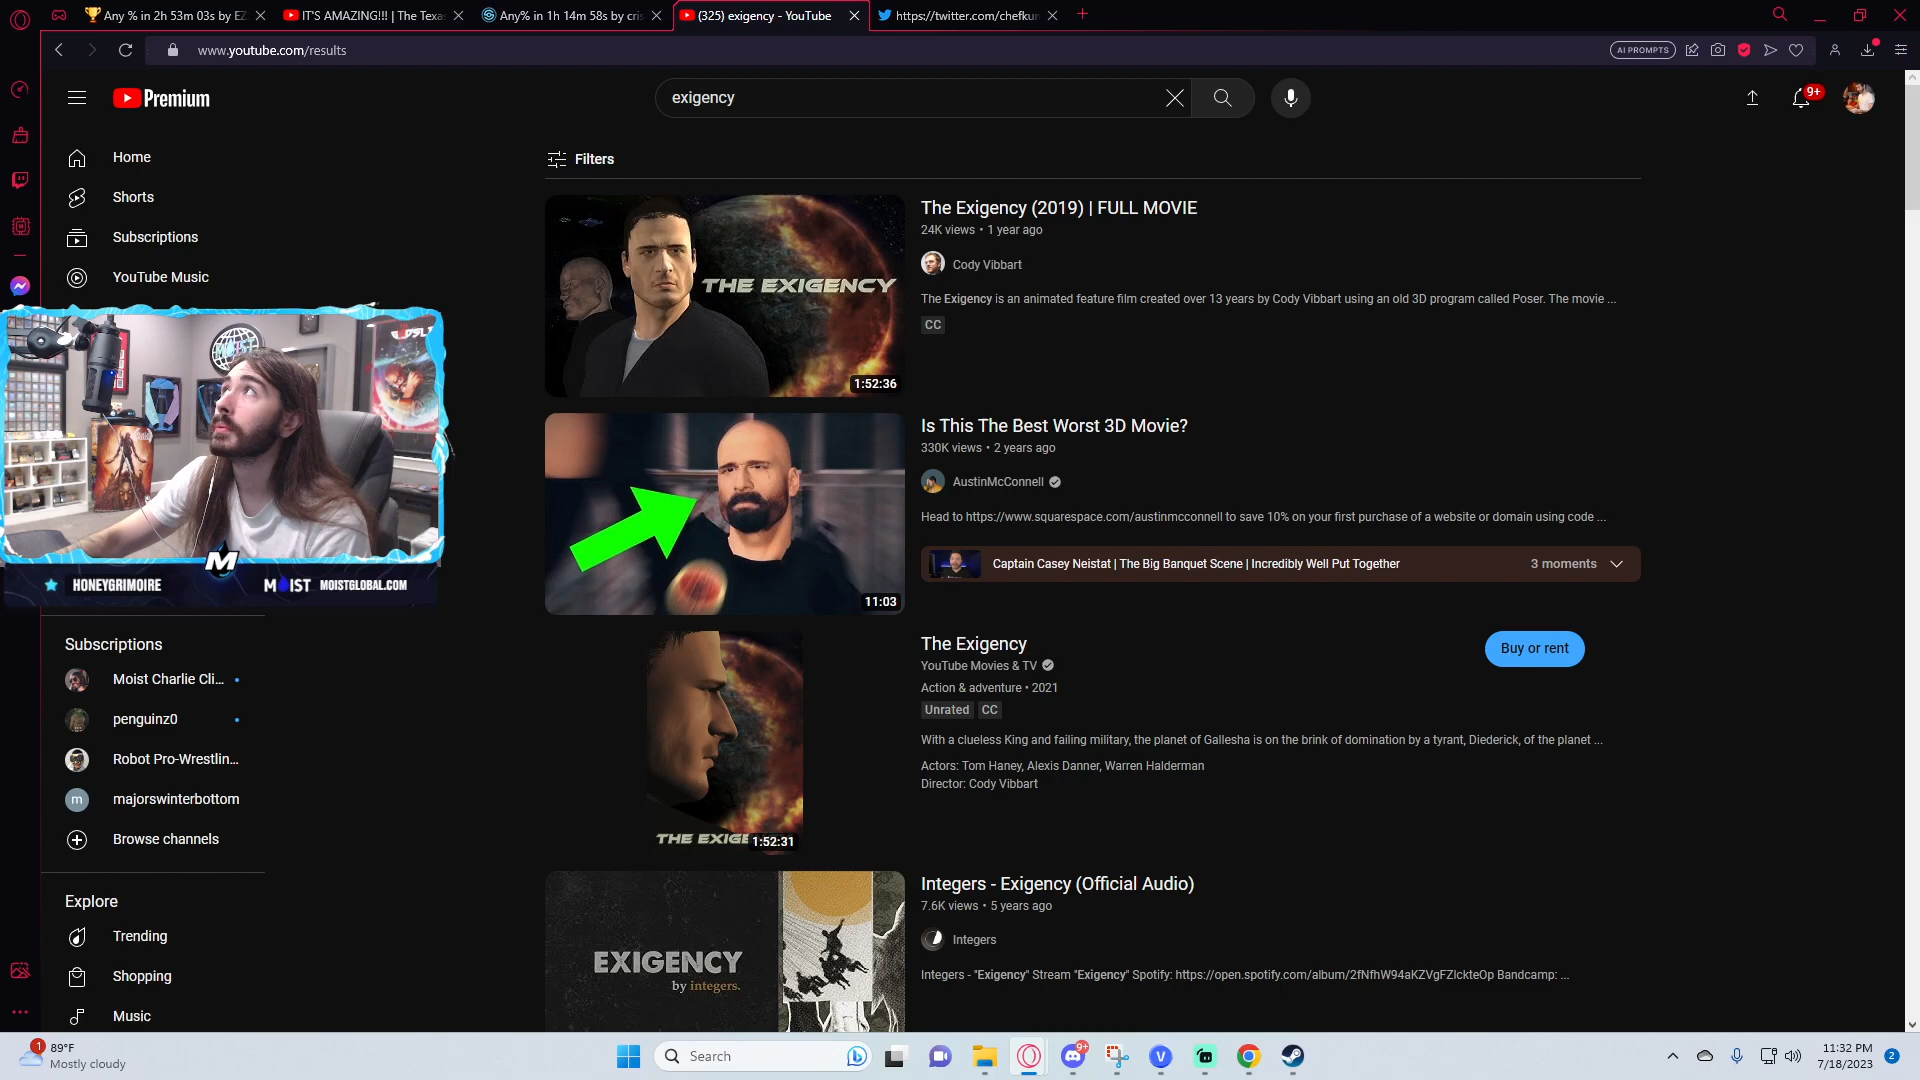 Any % in 2h 53m 03s by EZ
IT'S AMAZING!!! | The Texa
Any% in 1h 14m 58s by cris
(325) exigency - YouTube
https://twitter.com/chefkun
www.youtube.com/results
AI PROMPTS
Premium
exigency
9+
Home
Shorts
Subscriptions
YouTube Music
Filters
THE EXIGENCY
1:52:36
The Exigency (2019) | FULL MOVIE
24K views • 1 year ago
Cody Vibbart
The Exigency is an animated feature film created over 13 years by Cody Vibbart using an old 3D program called Poser. The movie ...
CC
MOIST
M
HONEYGRIMOIRE
MOIST MOISTGLOBAL.COM
11:03
Is This The Best Worst 3D Movie?
330K views • 2 years ago
AustinMcConnell
Head to https://www.squarespace.com/austinmcconnell to save 10% on your first purchase of a website or domain using code ...
Captain Casey Neistat | The Big Banquet Scene | Incredibly Well Put Together
3 moments
Subscriptions
Moist Charlie Cli...
penguinz0
Robot Pro-Wrestlin...
m
majorswinterbottom
Browse channels
THE EXIGE
1:52:31
The Exigency
YouTube Movies & TV
Action & adventure • 2021
Unrated CC
With a clueless King and failing military, the planet of Gallesha is on the brink of domination by a tyrant, Diederick, of the planet ...
Actors: Tom Haney, Alexis Danner, Warren Halderman
Director: Cody Vibbart
Buy or rent
Explore
Trending
Shopping
Music
EXIGENCY
by integers.
Integers - Exigency (Official Audio)
7.6K views • 5 years ago
Integers
Integers - "Exigency" Stream "Exigency" Spotify: https://open.spotify.com/album/2fNfhW94aKZVgFZIckteOp Bandcamp: ...
1
89°F
Mostly cloudy
Search
9+
V
11:32 PM
7/18/2023
2